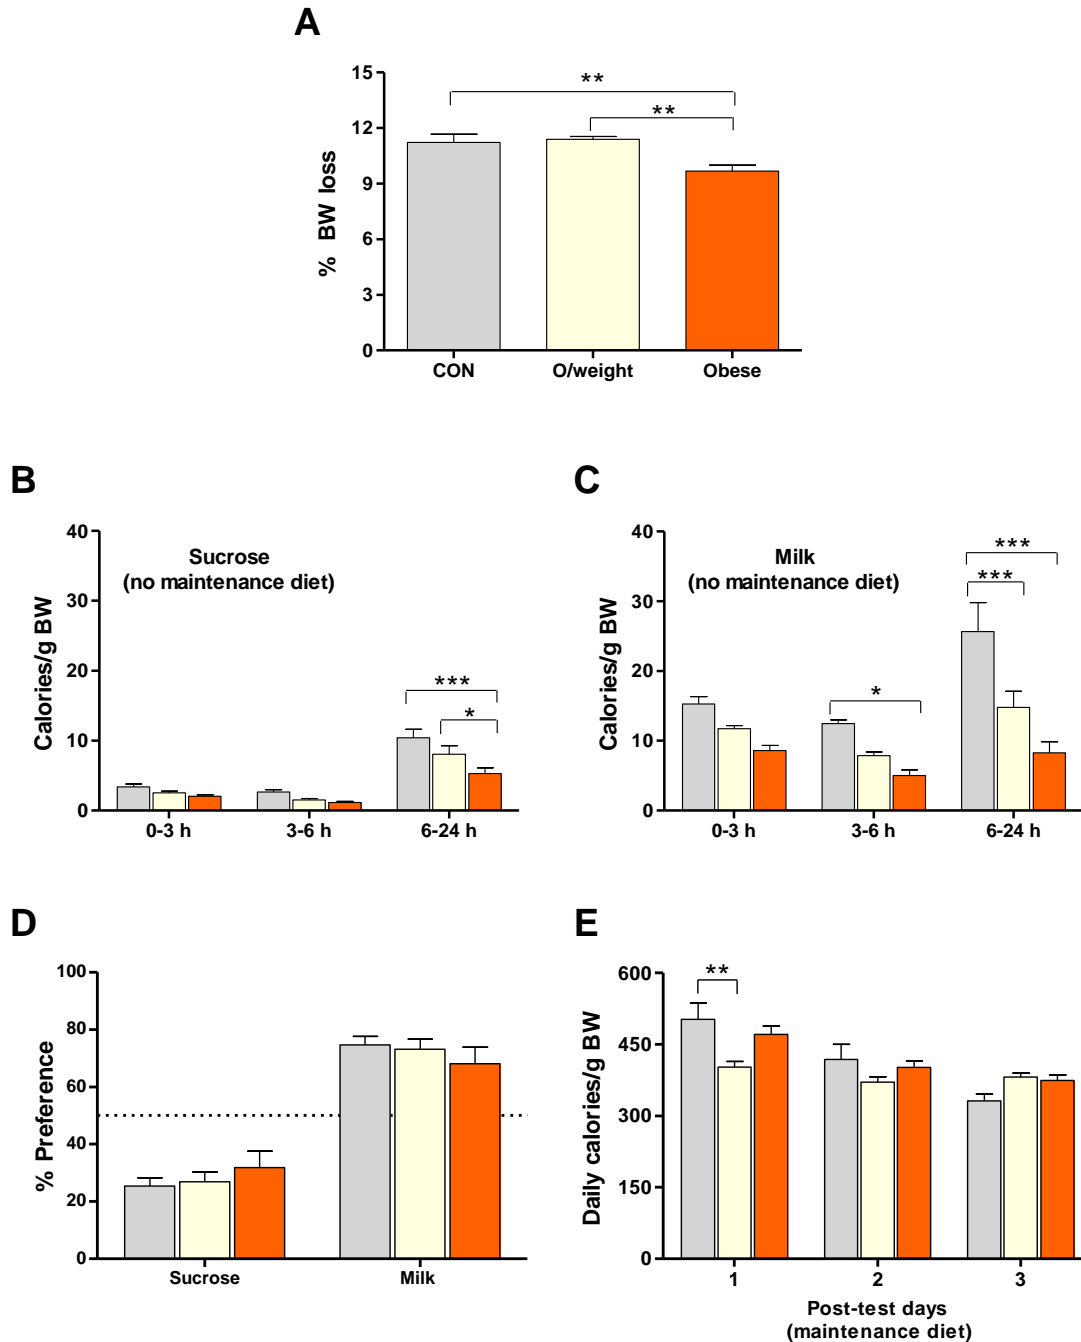 A
% BW loss
15
12
9
6
3
0
**
**
CON O/weight Obese
B
Calories/g BW
40
30
20
10
0
Sucrose
(no maintenance diet)
***
*
0-3 h 3-6 h 6-24 h
C
Calories/g BW
40
30
20
10
0
Milk
(no maintenance diet)
*
***
***
0-3 h 3-6 h 6-24 h
D
% Preference
100
80
60
40
20
0
Sucrose Milk
E
Daily calories/g BW
600
450
300
150
0
**
1 2 3
Post-test days
(maintenance diet)